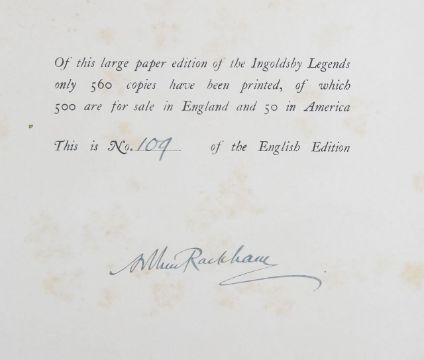 Of this large paper edition of the Ingoldsby Legends
only 560 copies have been printed, of which
500 are for sale in England and 50 in America
This is No. 109 of the English Edition
Arthur Rackham